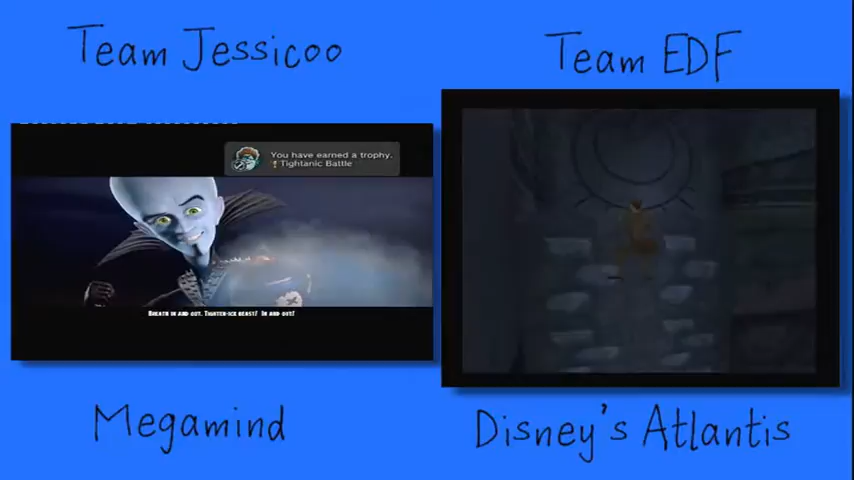 Team Jessicoo
Team EDF
You have earned a trophy.
Tightanic Battle
Breath in and out, Tighten-ick beast! In and out!
Megamind
Disney's Atlantis